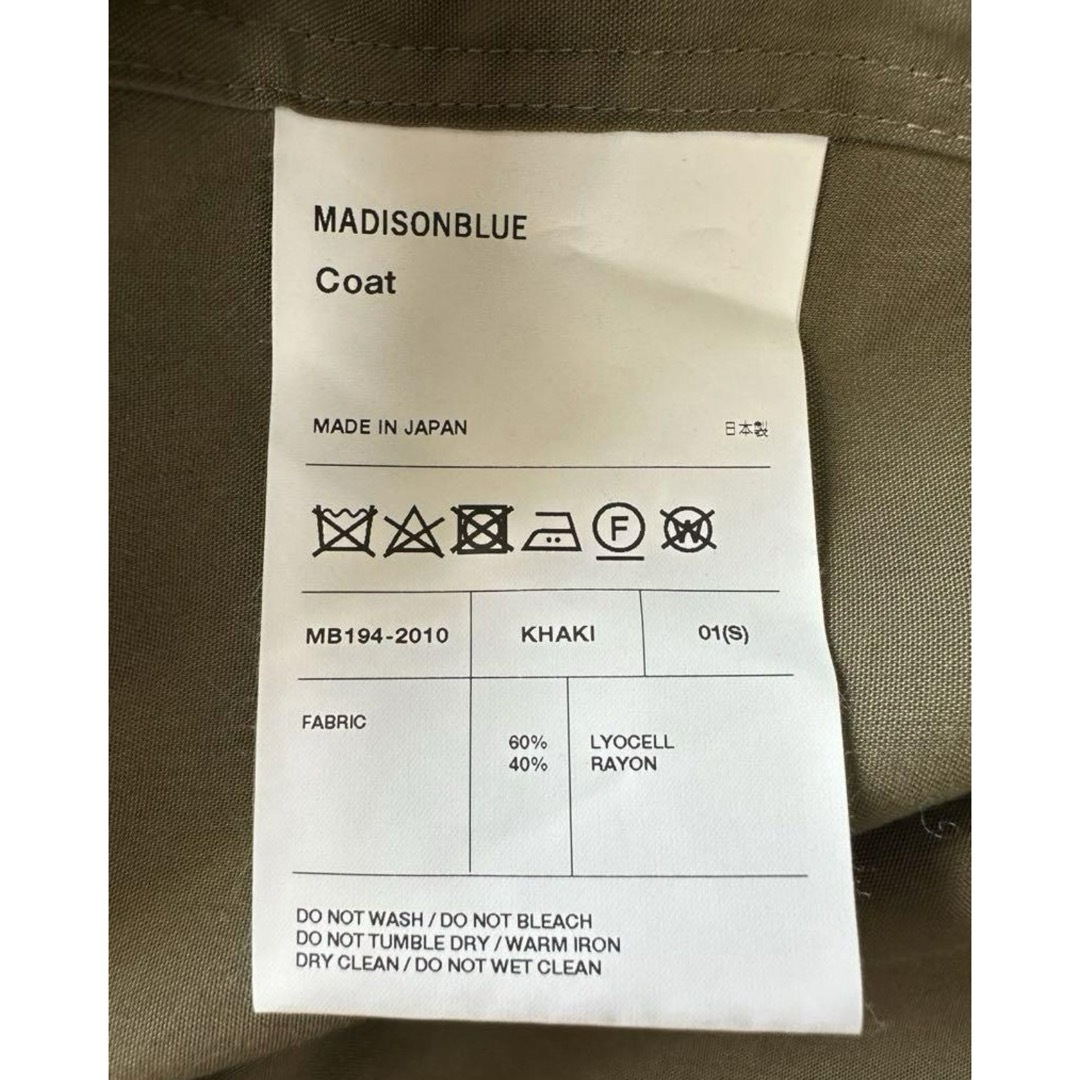 MADISONBLUE
Coat
MADE IN JAPAN 日本製
F W
MB194-2010 KHAKI 01(S)
FABRIC
60% LYOCELL
40% RAYON
DO NOT WASH / DO NOT BLEACH
DO NOT TUMBLE DRY / WARM IRON
DRY CLEAN / DO NOT WET CLEAN